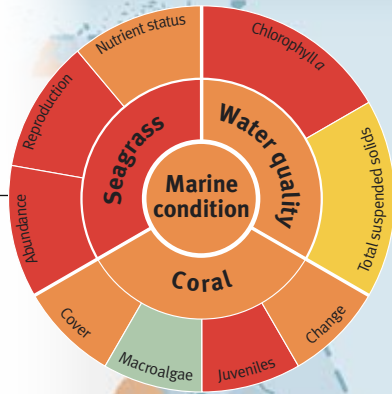 Marine
condition
Water quality
Coral
Seagrass
Chlorophyll a
Total suspended solids
Change
Juveniles
Macroalgae
Cover
Abundance
Reproduction
Nutrient status